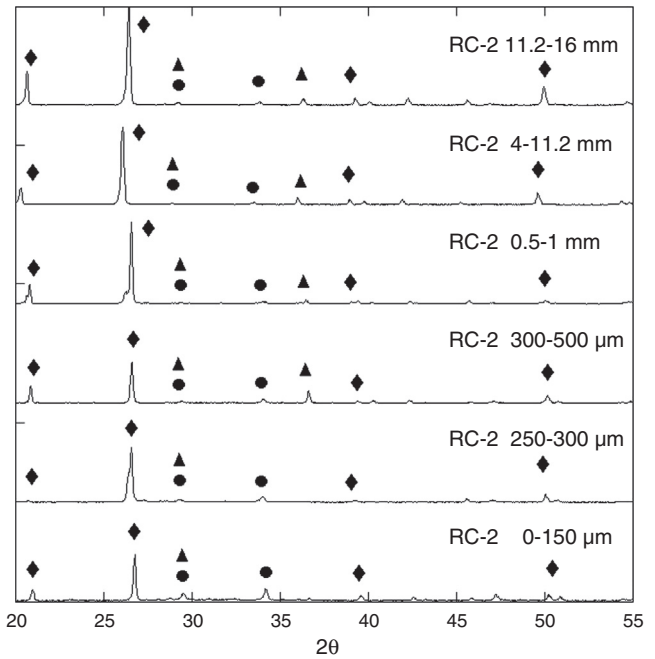 RC-2 11.2-16 mm
RC-2 4-11.2 mm
RC-2 0.5-1 mm
RC-2 300-500 µm
RC-2 250-300 µm
RC-2 0-150 µm
20 25 30 35 40 45 50 55
2θ